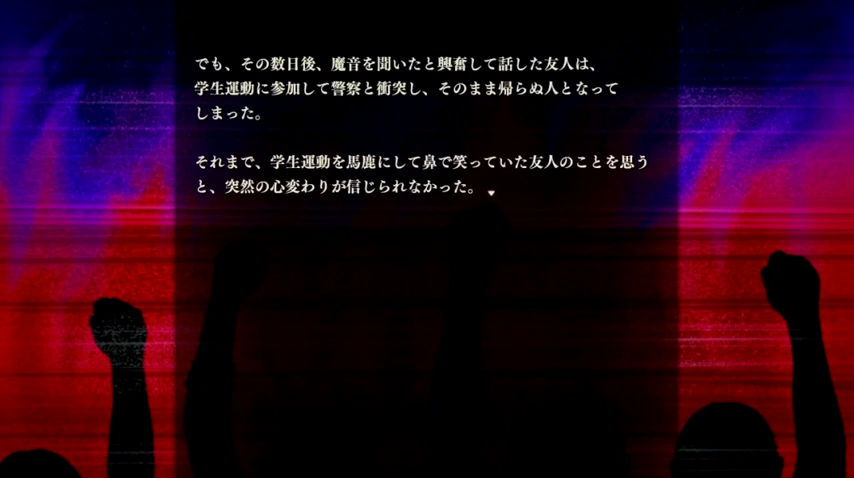 でも、その数日後、魔音を聞いたと興奮して話した友人は、
学生運動に参加して警察と衝突し、そのまま帰らぬ人となって
しまった。
それまで、学生運動を馬鹿にして鼻で笑っていた友人のことを思う
と、突然の心変わりが信じられなかった。